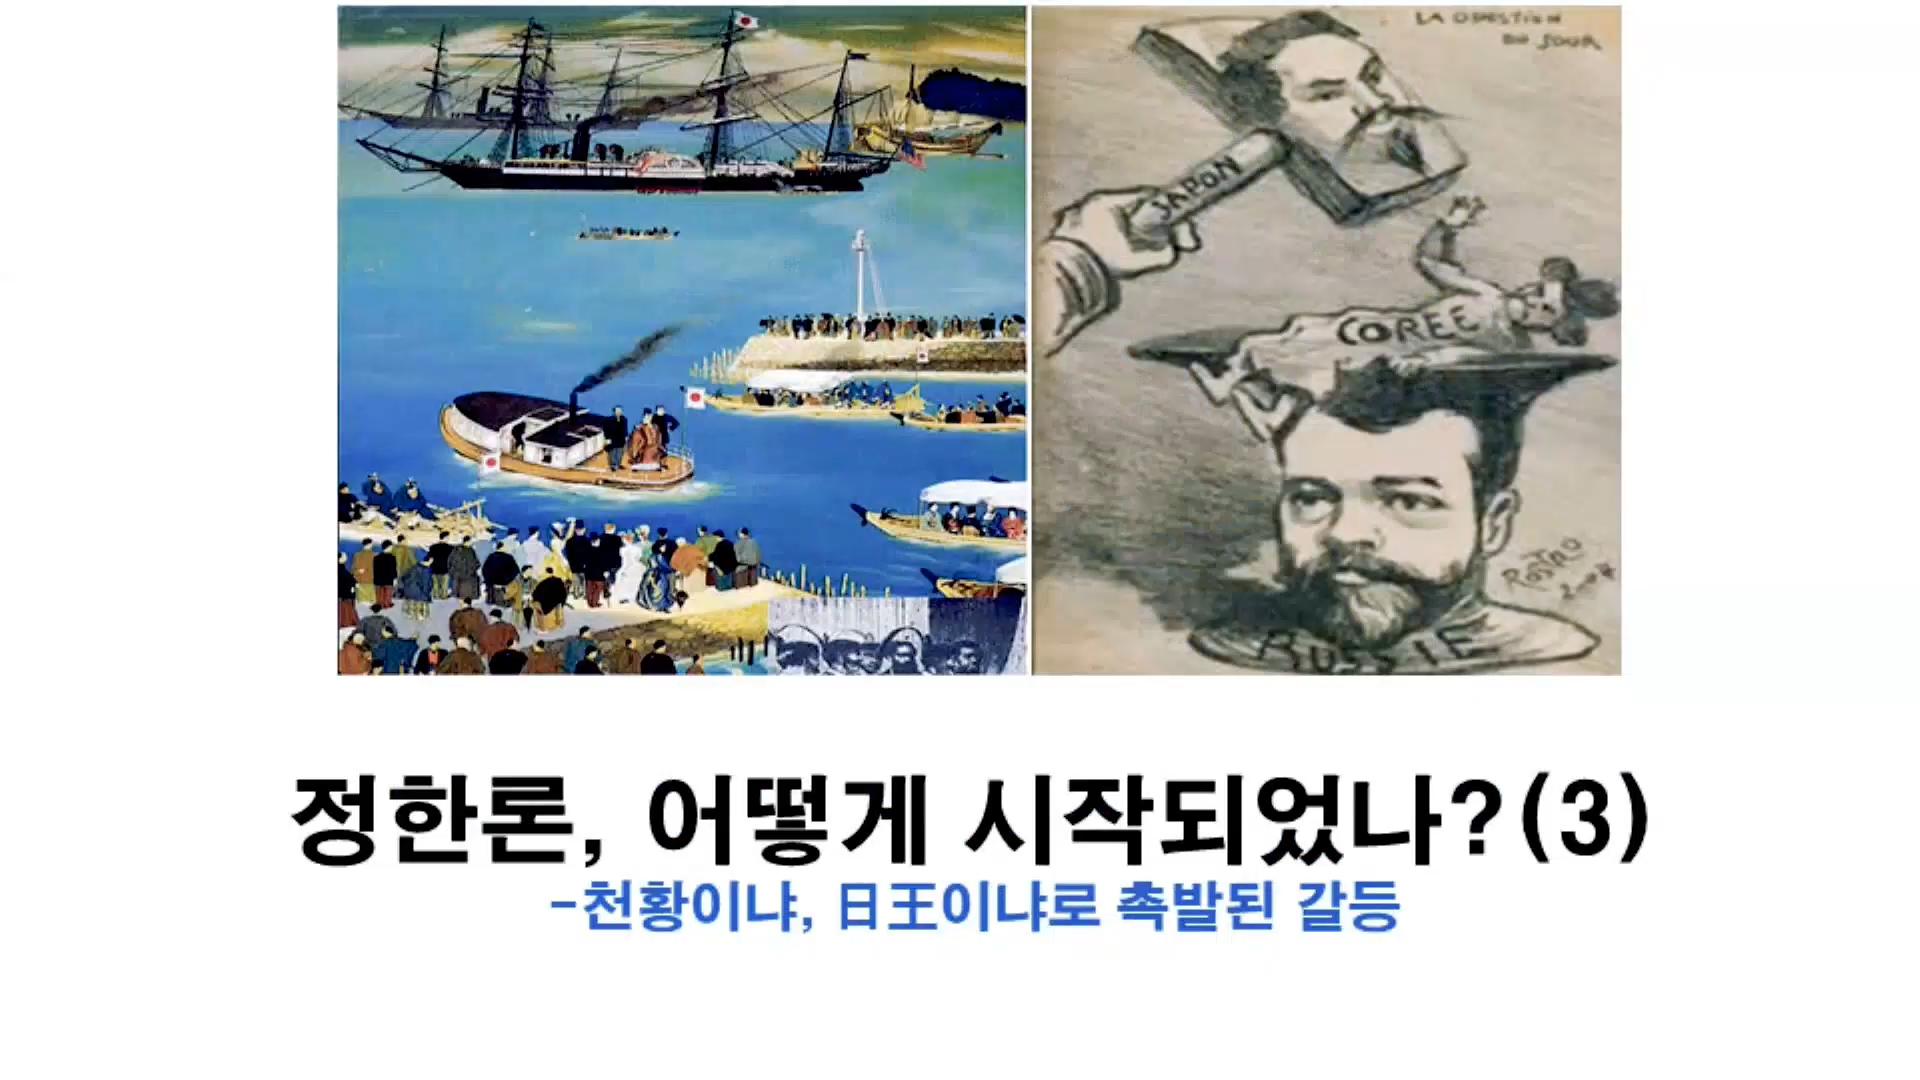 LA QUESTION
DU JOUR
JAPON
COREE
ROSTRO
RUSSIE
정한론, 어떻게 시작되었나?(3)
-천황이냐, 日王이냐로 촉발된 갈등